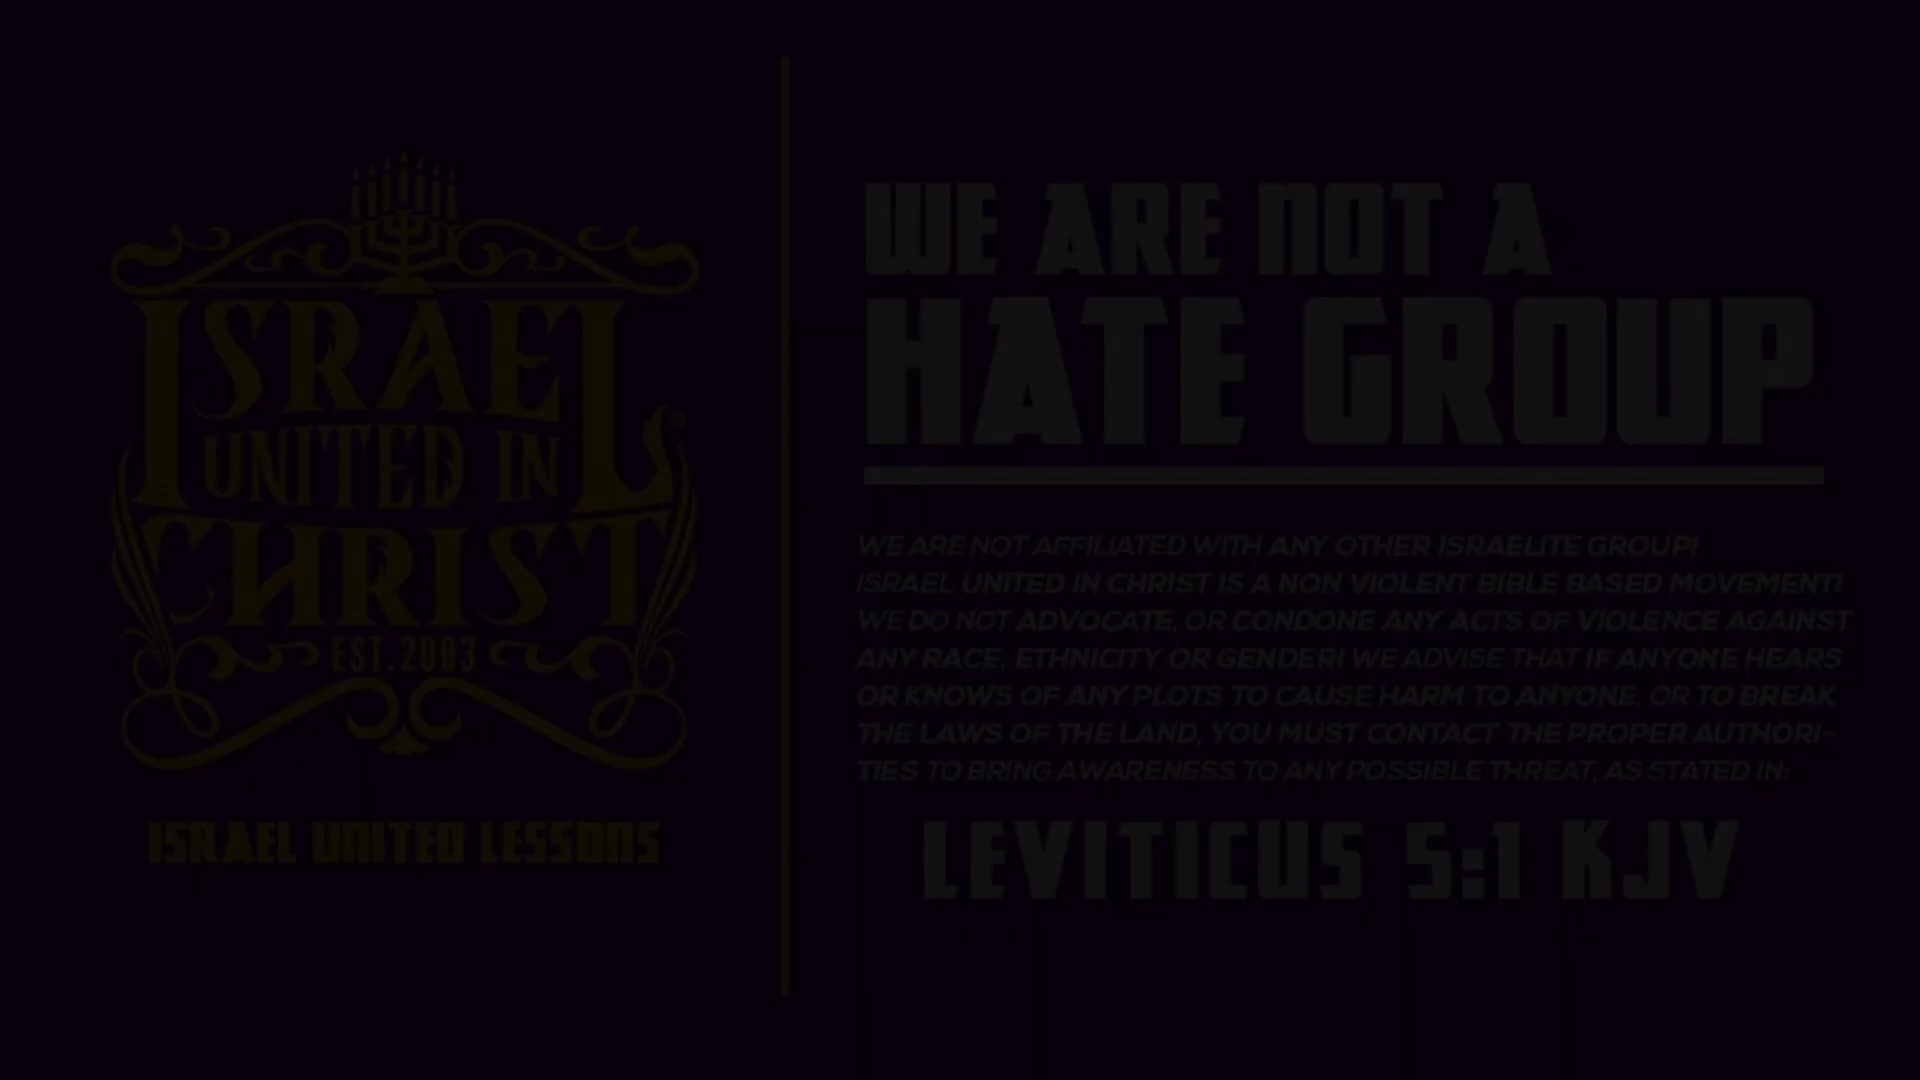 ISRAEL
UNITED IN
CHRIST
EST. 2003
ISRAEL UNITED LESSONS
WE ARE NOT A
HATE GROUP
WE ARE NOT AFFILIATED WITH ANY OTHER ISRAELITE GROUP!
ISRAEL UNITED IN CHRIST IS A NON VIOLENT BIBLE BASED MOVEMENT!
WE DO NOT ADVOCATE, OR CONDONE ANY ACTS OF VIOLENCE AGAINST
ANY RACE, ETHNICITY OR GENDER! WE ADVISE THAT IF ANYONE HEARS
OR KNOWS OF ANY PLOTS TO CAUSE HARM TO ANYONE, OR TO BREAK
THE LAWS OF THE LAND, YOU MUST CONTACT THE PROPER AUTHORI-
TIES TO BRING AWARENESS TO ANY POSSIBLE THREAT, AS STATED IN:
LEVITICUS 5:1 KJV